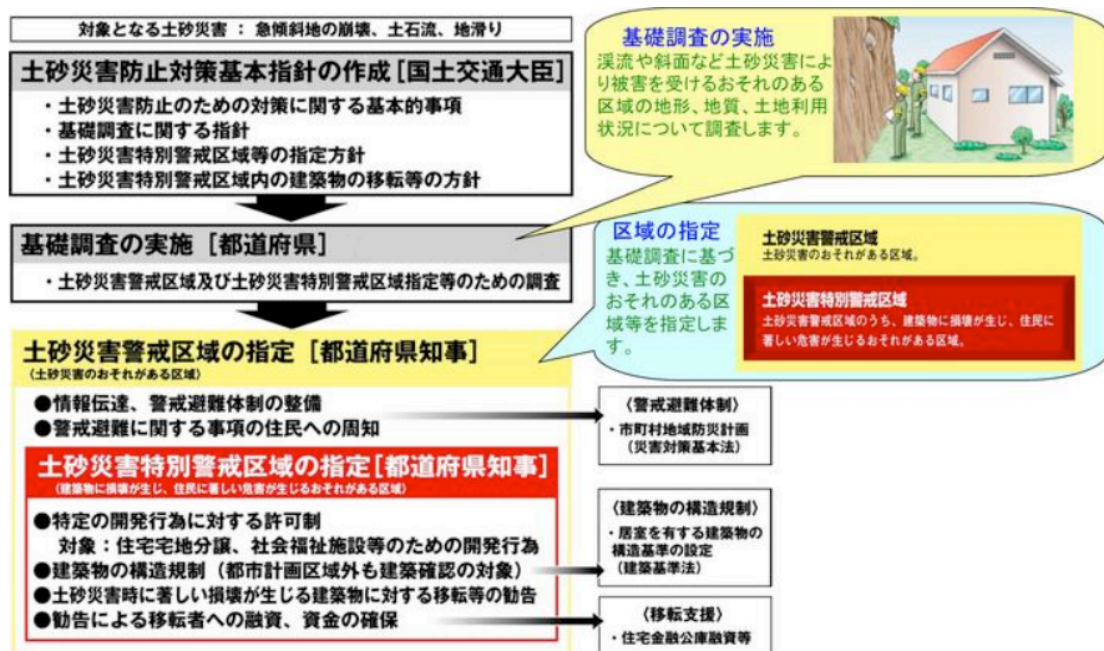 対象となる土砂災害 ： 急傾斜地の崩壊、土石流、地滑り
土砂災害防止対策基本指針の作成［国土交通大臣］
・土砂災害防止のための対策に関する基本的事項
・基礎調査に関する指針
・土砂災害特別警戒区域等の指定方針
・土砂災害特別警戒区域内の建築物の移転等の方針
基礎調査の実施
渓流や斜面など土砂災害によ
り被害を受けるおそれのある
区域の地形、地質、土地利用
状況について調査します。
基礎調査の実施［都道府県］
・土砂災害警戒区域及び土砂災害特別警戒区域指定等のための調査
区域の指定
基礎調査に基づ
き、土砂災害の
おそれのある区
域等を指定しま
す。
土砂災害警戒区域
土砂災害のおそれがある区域。
土砂災害特別警戒区域
土砂災害警戒区域のうち、建築物に損壊が生じ、住民に
著しい危害が生じるおそれがある区域。
土砂災害警戒区域の指定［都道府県知事］
（土砂災害のおそれがある区域）
●情報伝達、警戒避難体制の整備
●警戒避難に関する事項の住民への周知
〈警戒避難体制〉
・市町村地域防災計画
（災害対策基本法）
土砂災害特別警戒区域の指定［都道府県知事］
（建築物に損壊が生じ、住民に著しい危害が生じるおそれがある区域）
●特定の開発行為に対する許可制
対象：住宅宅地分譲、社会福祉施設等のための開発行為
●建築物の構造規制（都市計画区域外も建築確認の対象）
●土砂災害時に著しい損壊が生じる建築物に対する移転等の勧告
●勧告による移転者への融資、資金の確保
〈建築物の構造規制〉
・居室を有する建築物の
構造基準の設定
（建築基準法）
〈移転支援〉
・住宅金融公庫融資等